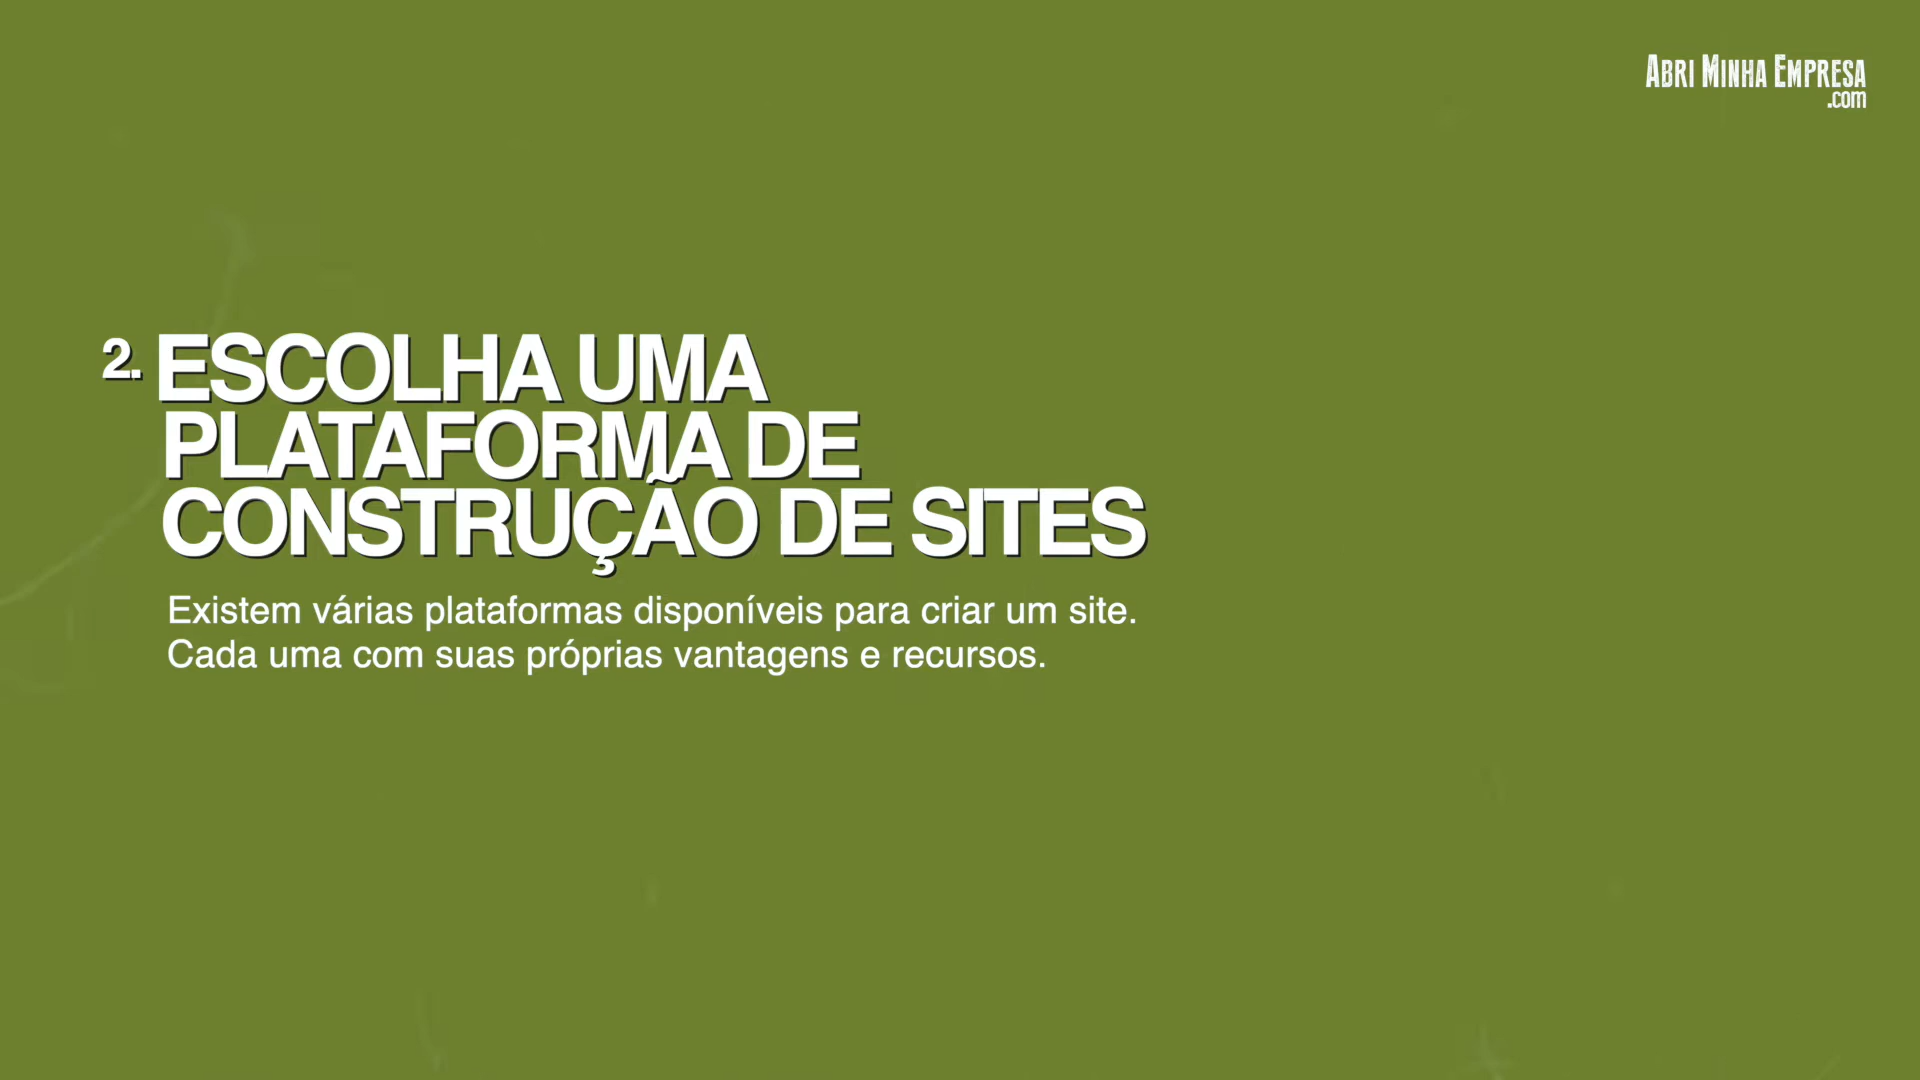 ABRI MINHA EMPRESA
.com
2. ESCOLHA UMA
PLATAFORMA DE
CONSTRUÇÃO DE SITES
Existem várias plataformas disponíveis para criar um site.
Cada uma com suas próprias vantagens e recursos.